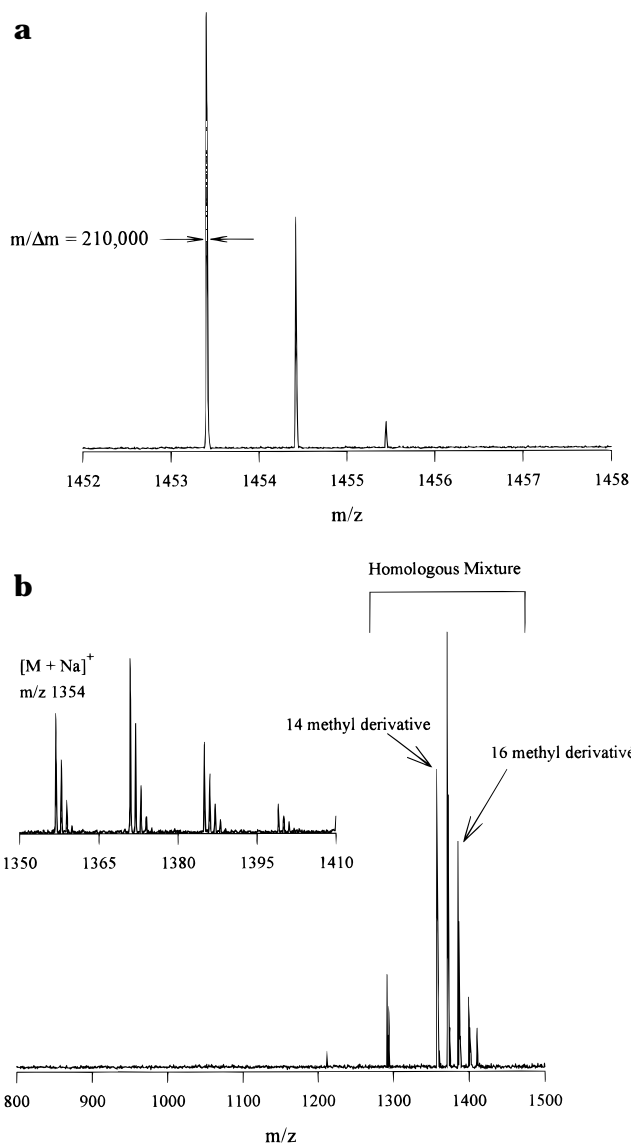 a
m/Δm = 210,000
1452 1453 1454 1455 1456 1457 1458
m/z
b
Homologous Mixture
[M + Na]+
m/z 1354
14 methyl derivative
16 methyl derivative
1350 1365 1380 1395 1410
800 900 1000 1100 1200 1300 1400 1500
m/z